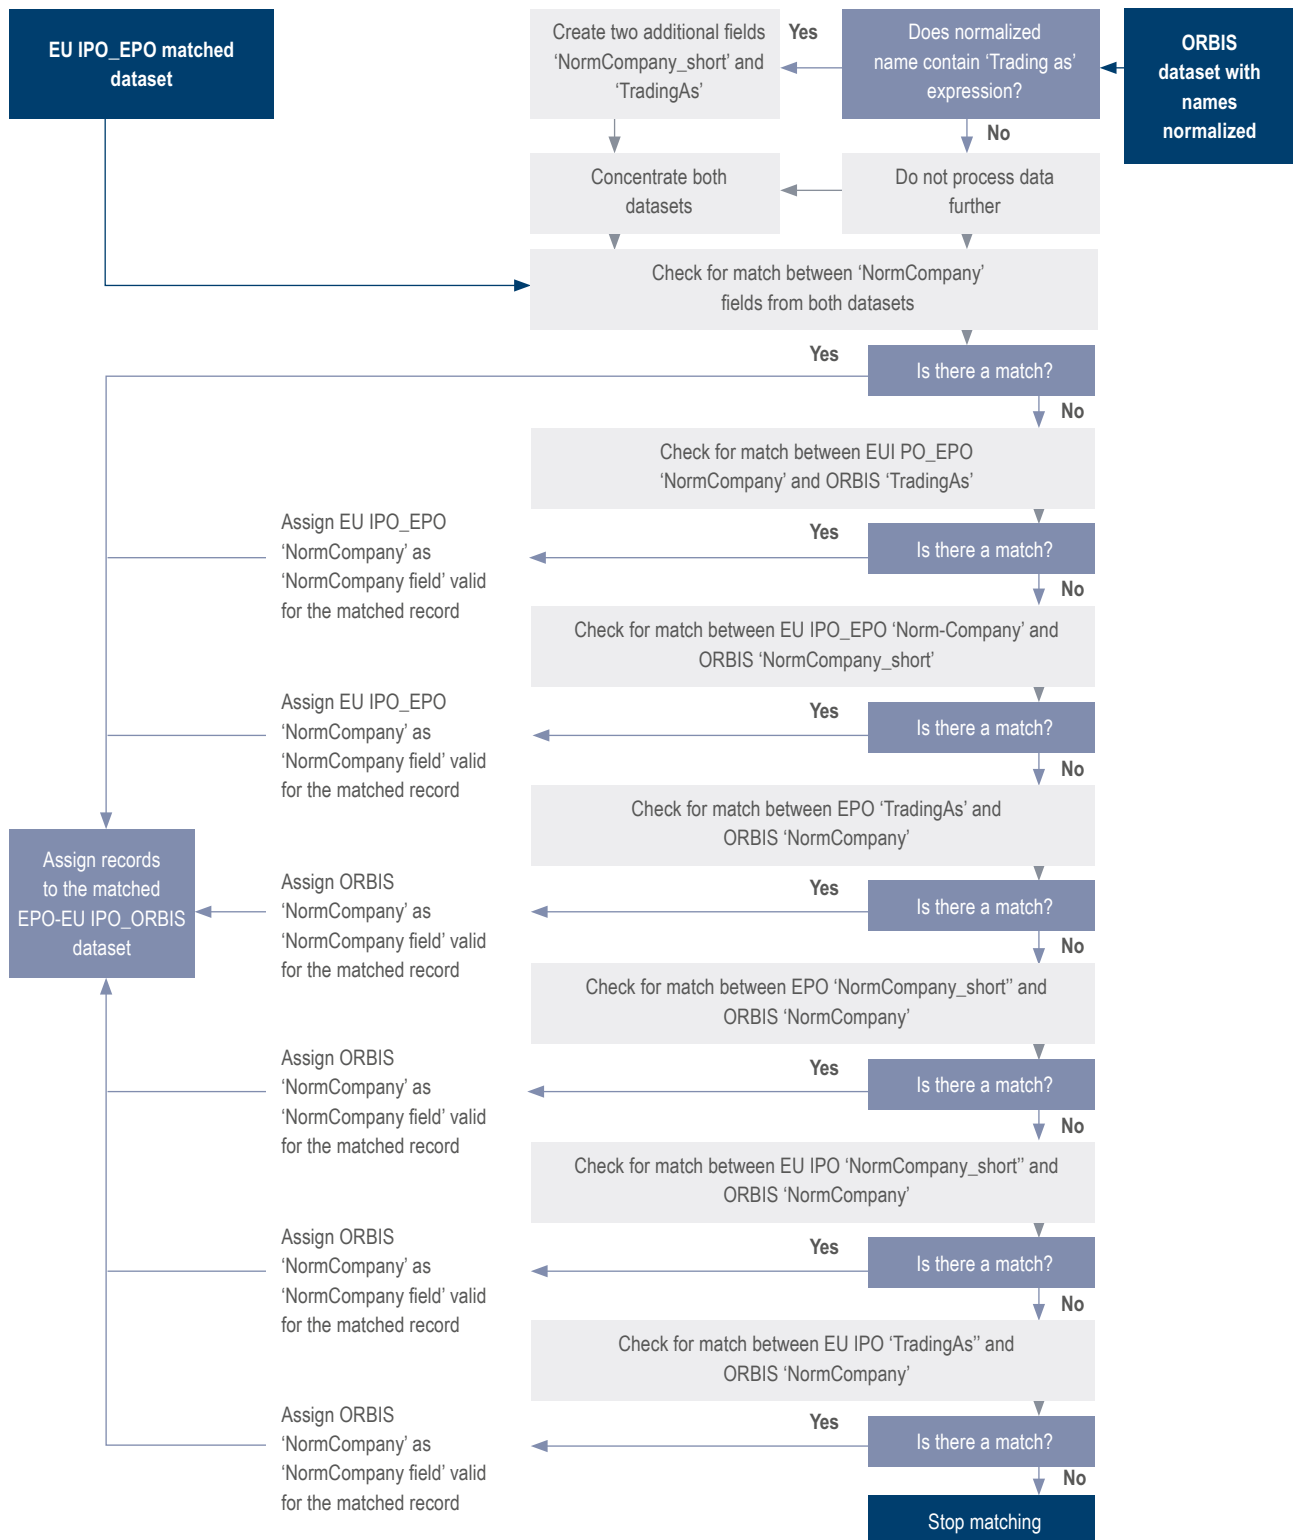 EU IPO_EPO matched
dataset
Create two additional fields
‘NormCompany_short’ and
‘TradingAs’
Yes
Does normalized
name contain ‘Trading as’
expression?
ORBIS
dataset with
names
normalized
No
Concentrate both
datasets
Do not process data
further
Check for match between ‘NormCompany’
fields from both datasets
Yes
Is there a match?
No
Check for match between EUI PO_EPO
‘NormCompany’ and ORBIS ‘TradingAs’
Assign EU IPO_EPO
‘NormCompany’ as
‘NormCompany field’ valid
for the matched record
Yes
Is there a match?
No
Check for match between EU IPO_EPO ‘Norm-Company’ and
ORBIS ‘NormCompany_short’
Assign EU IPO_EPO
‘NormCompany’ as
‘NormCompany field’ valid
for the matched record
Yes
Is there a match?
No
Check for match between EPO ‘TradingAs’ and
ORBIS ‘NormCompany’
Assign records
to the matched
EPO-EU IPO_ORBIS
dataset
Assign ORBIS
‘NormCompany’ as
‘NormCompany field’ valid
for the matched record
Yes
Is there a match?
No
Check for match between EPO ‘NormCompany_short’’ and
ORBIS ‘NormCompany’
Assign ORBIS
‘NormCompany’ as
‘NormCompany field’ valid
for the matched record
Yes
Is there a match?
No
Check for match between EU IPO ‘NormCompany_short’’ and
ORBIS ‘NormCompany’
Assign ORBIS
‘NormCompany’ as
‘NormCompany field’ valid
for the matched record
Yes
Is there a match?
No
Check for match between EU IPO ‘TradingAs’’ and
ORBIS ‘NormCompany’
Assign ORBIS
‘NormCompany’ as
‘NormCompany field’ valid
for the matched record
Yes
Is there a match?
No
Stop matching